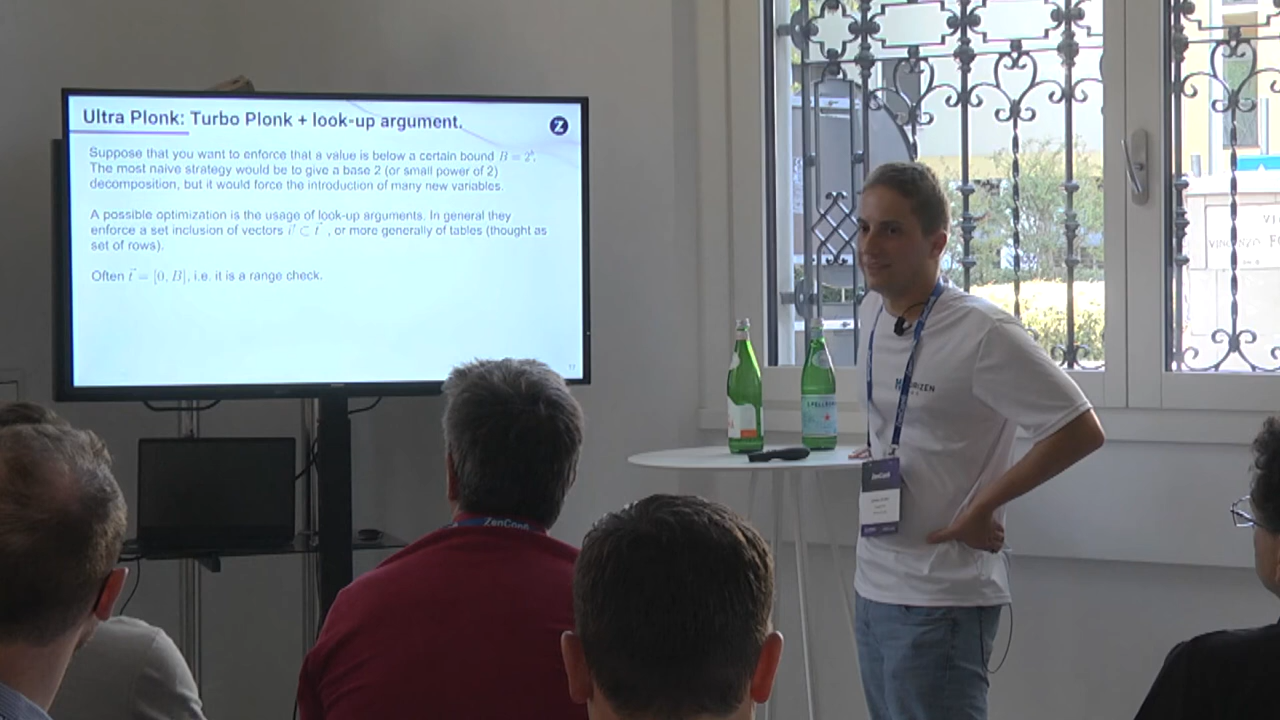 Ultra Plonk: Turbo Plonk + look-up argument.
Z
Suppose that you want to enforce that a value is below a certain bound B = 2^b.
The most naive strategy would be to give a base 2 (or small power of 2)
decomposition, but it would force the introduction of many new variables.
A possible optimization is the usage of look-up arguments. In general they
enforce a set inclusion of vectors i⃗ ⊂ t⃗ , or more generally of tables (thought as
set of rows).
Often t⃗ = [0, B], i.e. it is a range check.
ZenConf
ZenConf
VINCENZO